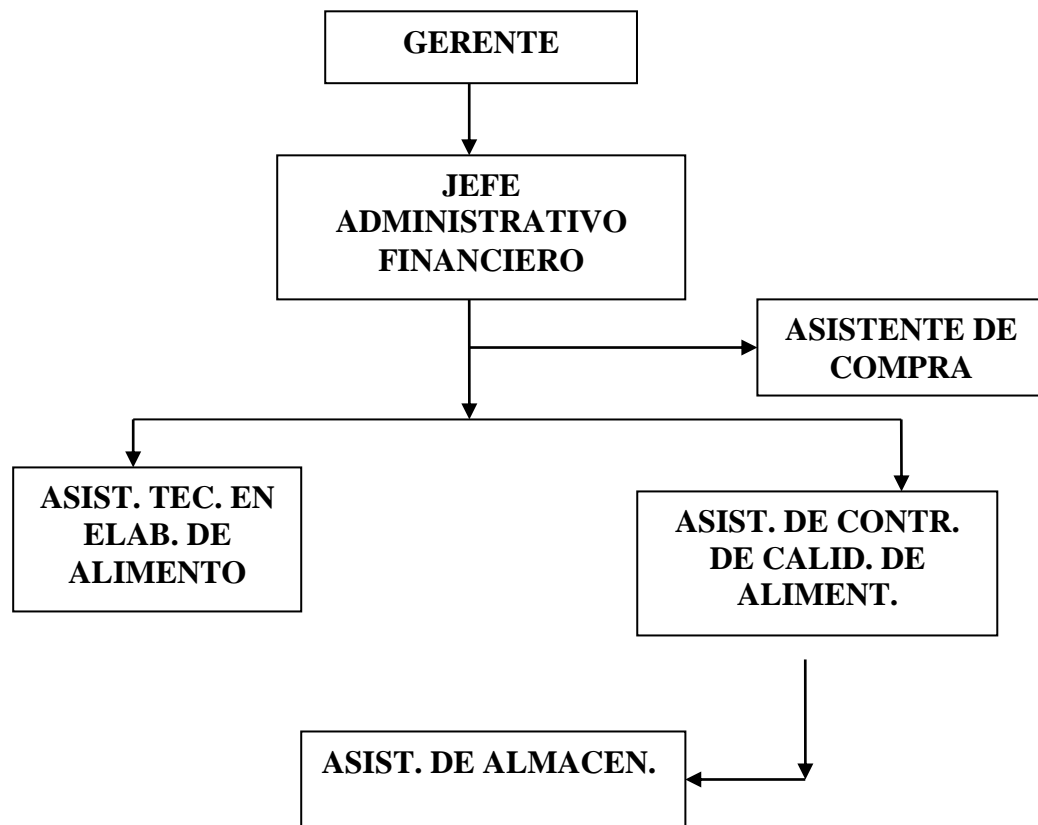 GERENTE
JEFE
ADMINISTRATIVO
FINANCIERO
ASISTENTE DE
COMPRA
ASIST. TEC. EN
ELAB. DE
ALIMENTO
ASIST. DE CONTR.
DE CALID. DE
ALIMENT.
ASIST. DE ALMACEN.